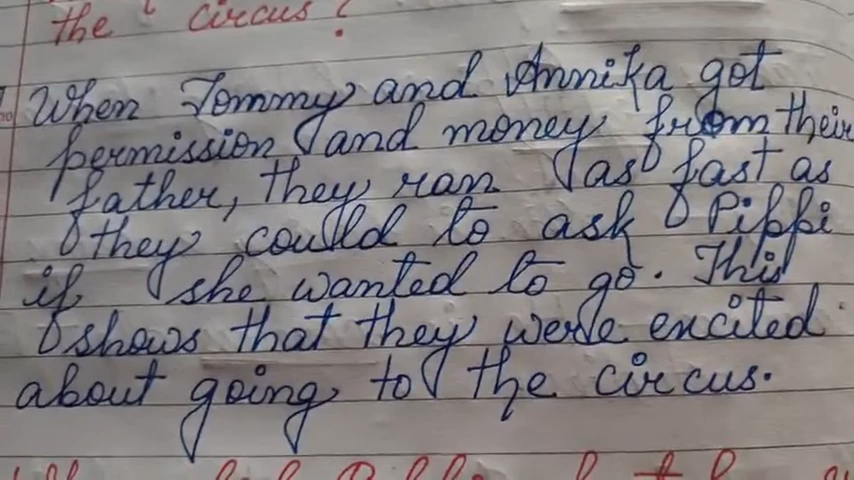 the circus?
When Tommy and Annika got
permission and money from their
father, they ran as fast as
they could to ask Pippi
if she wanted to go. This
shows that they were excited
about going to the circus.